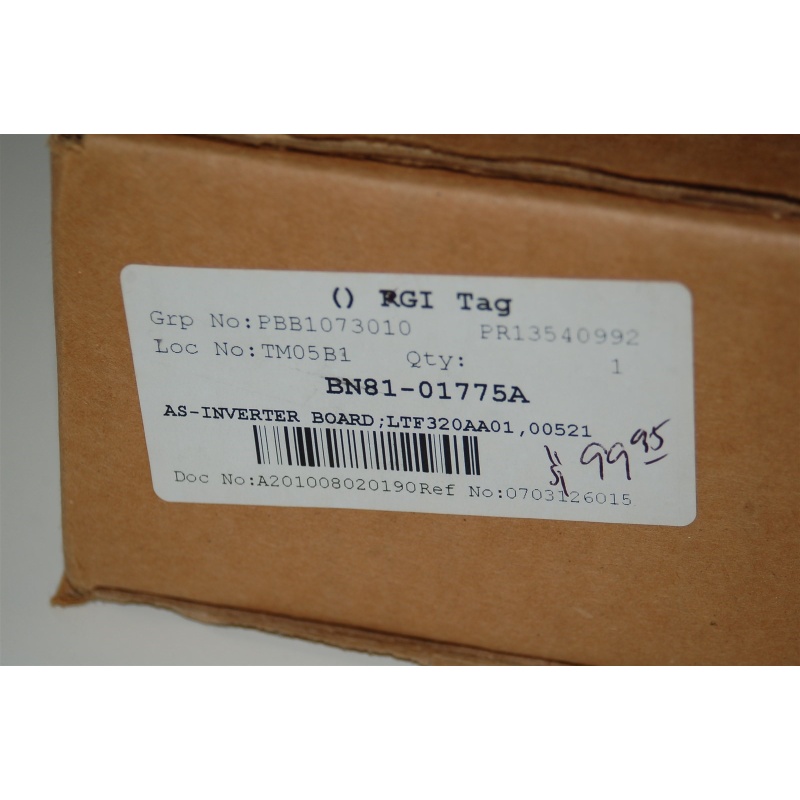 () RGI Tag
Grp No:PBB1073010 PR13540992
Loc No:TM05B1 Qty: 1
BN81-01775A
AS-INVERTER BOARD;LTF320AA01,00521
$ 99 95
Doc No:A201008020190Ref No:0703126015